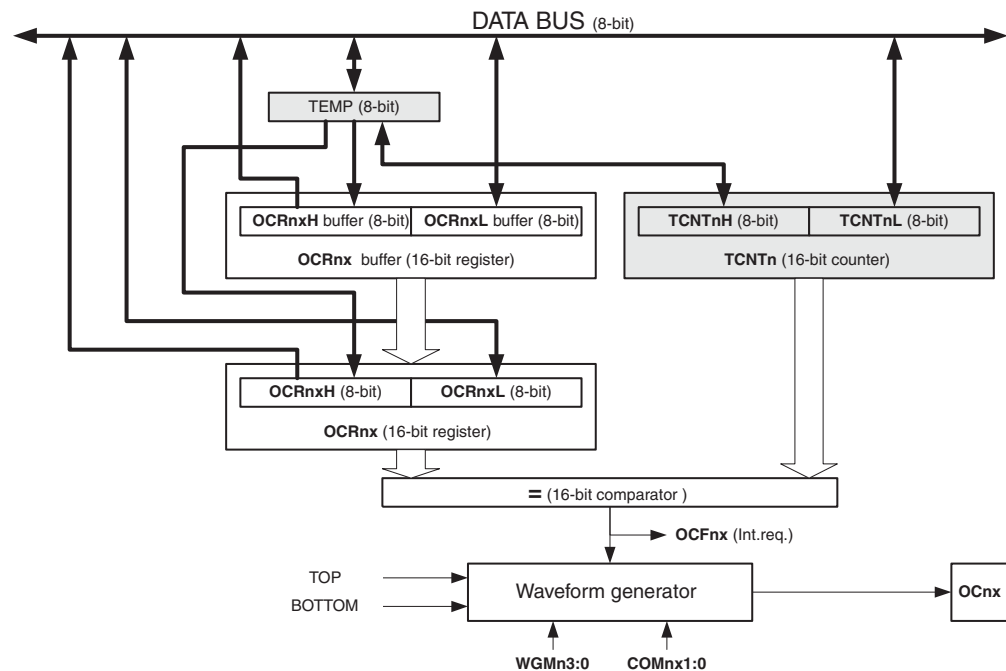 DATA BUS (8-bit)
TEMP (8-bit)
OCRnxH buffer (8-bit) OCRnxL buffer (8-bit)
OCRnx buffer (16-bit register)
TCNTnH (8-bit) TCNTnL (8-bit)
TCNTn (16-bit counter)
OCRnxH (8-bit) OCRnxL (8-bit)
OCRnx (16-bit register)
= (16-bit comparator )
OCFnx (Int.req.)
TOP
BOTTOM
Waveform generator
OCnx
WGMn3:0 COMnx1:0